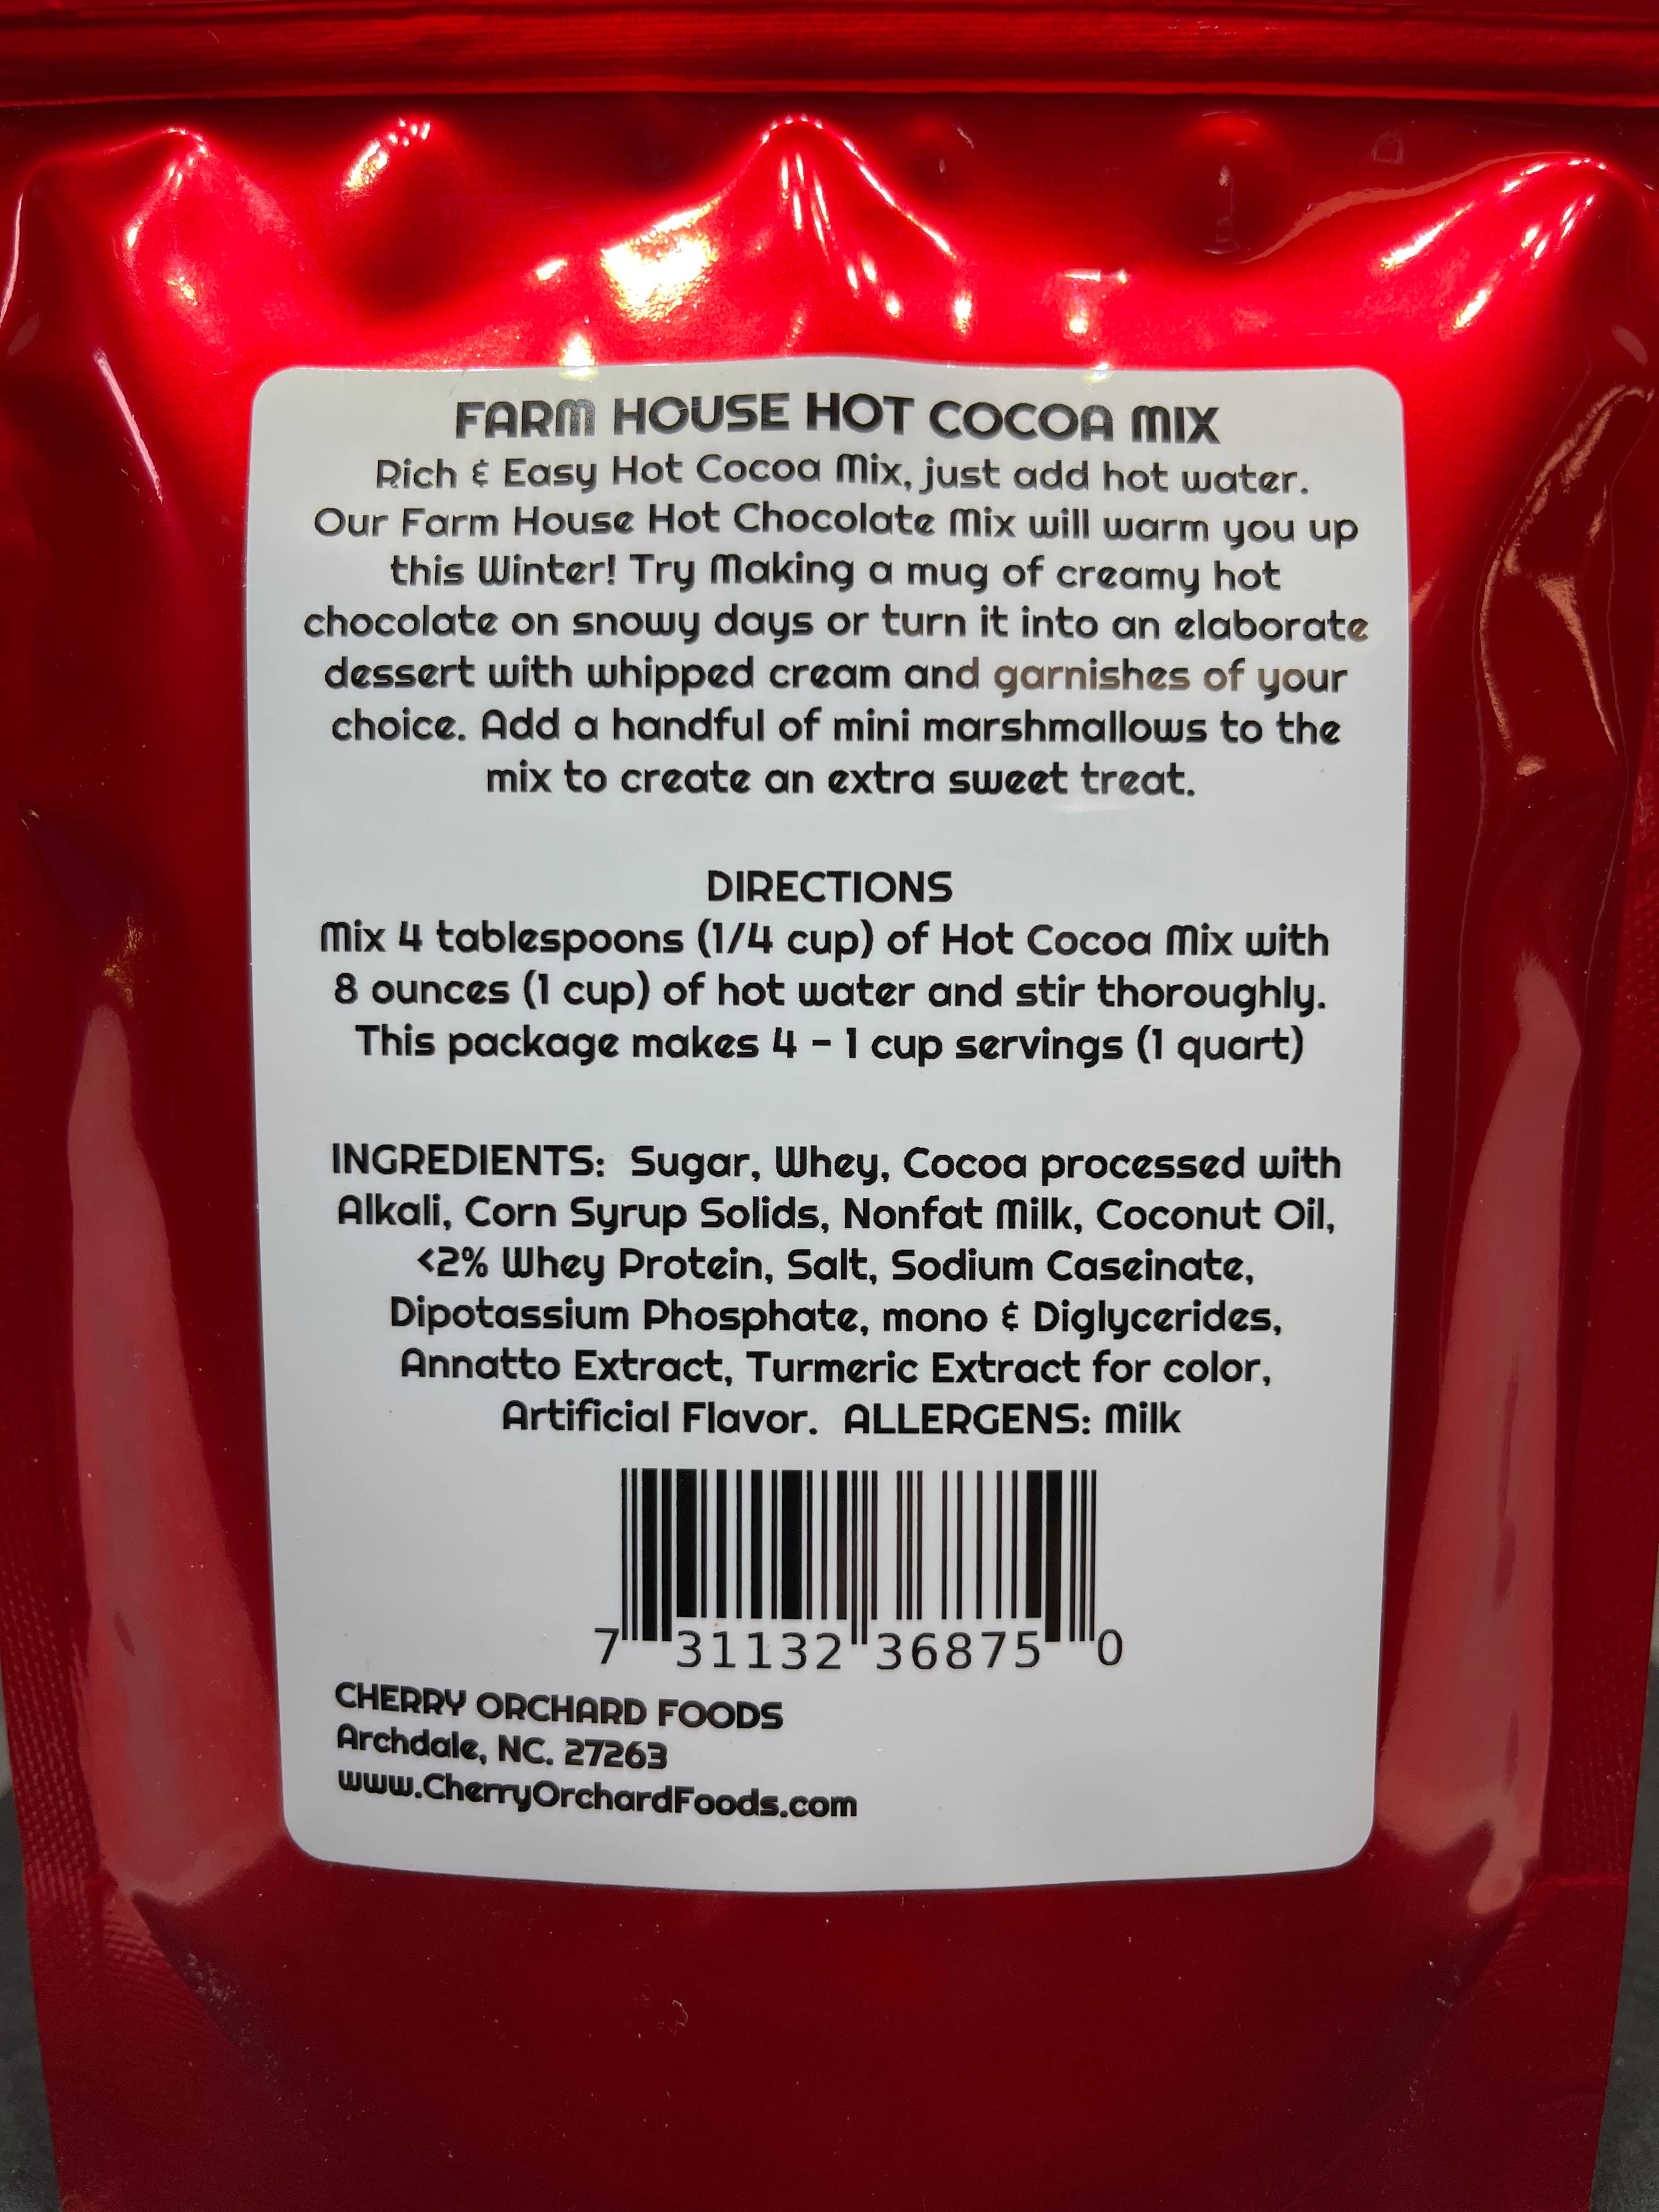 FARM HOUSE HOT COCOA MIX
Rich & Easy Hot Cocoa Mix, just add hot water.
Our Farm House Hot Chocolate Mix will warm you up
this Winter! Try Making a mug of creamy hot
chocolate on snowy days or turn it into an elaborate
dessert with whipped cream and garnishes of your
choice. Add a handful of mini marshmallows to the
mix to create an extra sweet treat.
DIRECTIONS
Mix 4 tablespoons (1/4 cup) of Hot Cocoa Mix with
8 ounces (1 cup) of hot water and stir thoroughly.
This package makes 4 - 1 cup servings (1 quart)
INGREDIENTS: Sugar, Whey, Cocoa processed with
Alkali, Corn Syrup Solids, Nonfat Milk, Coconut Oil,
<2% Whey Protein, Salt, Sodium Caseinate,
Dipotassium Phosphate, mono & Diglycerides,
Annatto Extract, Turmeric Extract for color,
Artificial Flavor. ALLERGENS: Milk
7 31132 36875 0
CHERRY ORCHARD FOODS
Archdale, NC. 27263
www.CherryOrchardFoods.com